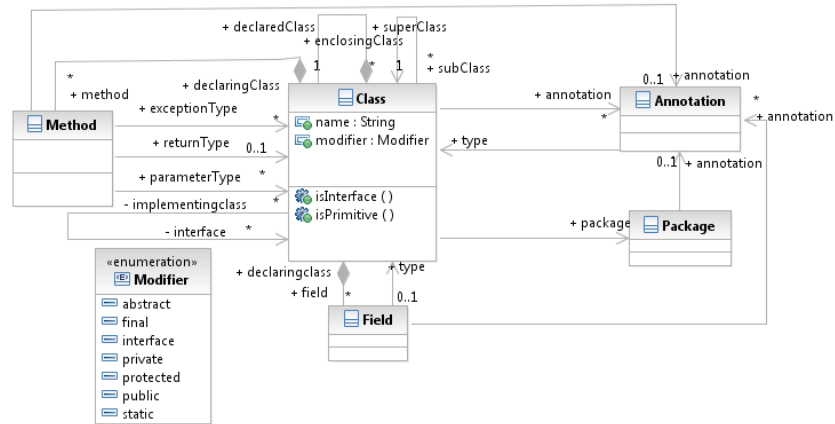 + declaredClass
+ superClass
+ enclosingClass
*
1
*
1
*
+ subClass
+ declaringClass
*
+ method
0..1
+ annotation
Method
+ exceptionType
*
+ returnType
0..1
+ parameterType
*
- implementingclass
*
- interface
*
Class
name : String
modifier : Modifier
isInterface ( )
isPrimitive ( )
+ annotation
*
+ type
Annotation
*
+ annotation
0..1
+ annotation
+ package
Package
«enumeration»
Modifier
abstract
final
interface
private
protected
public
static
+ declaringclass
+ type
+ field
*
0..1
Field